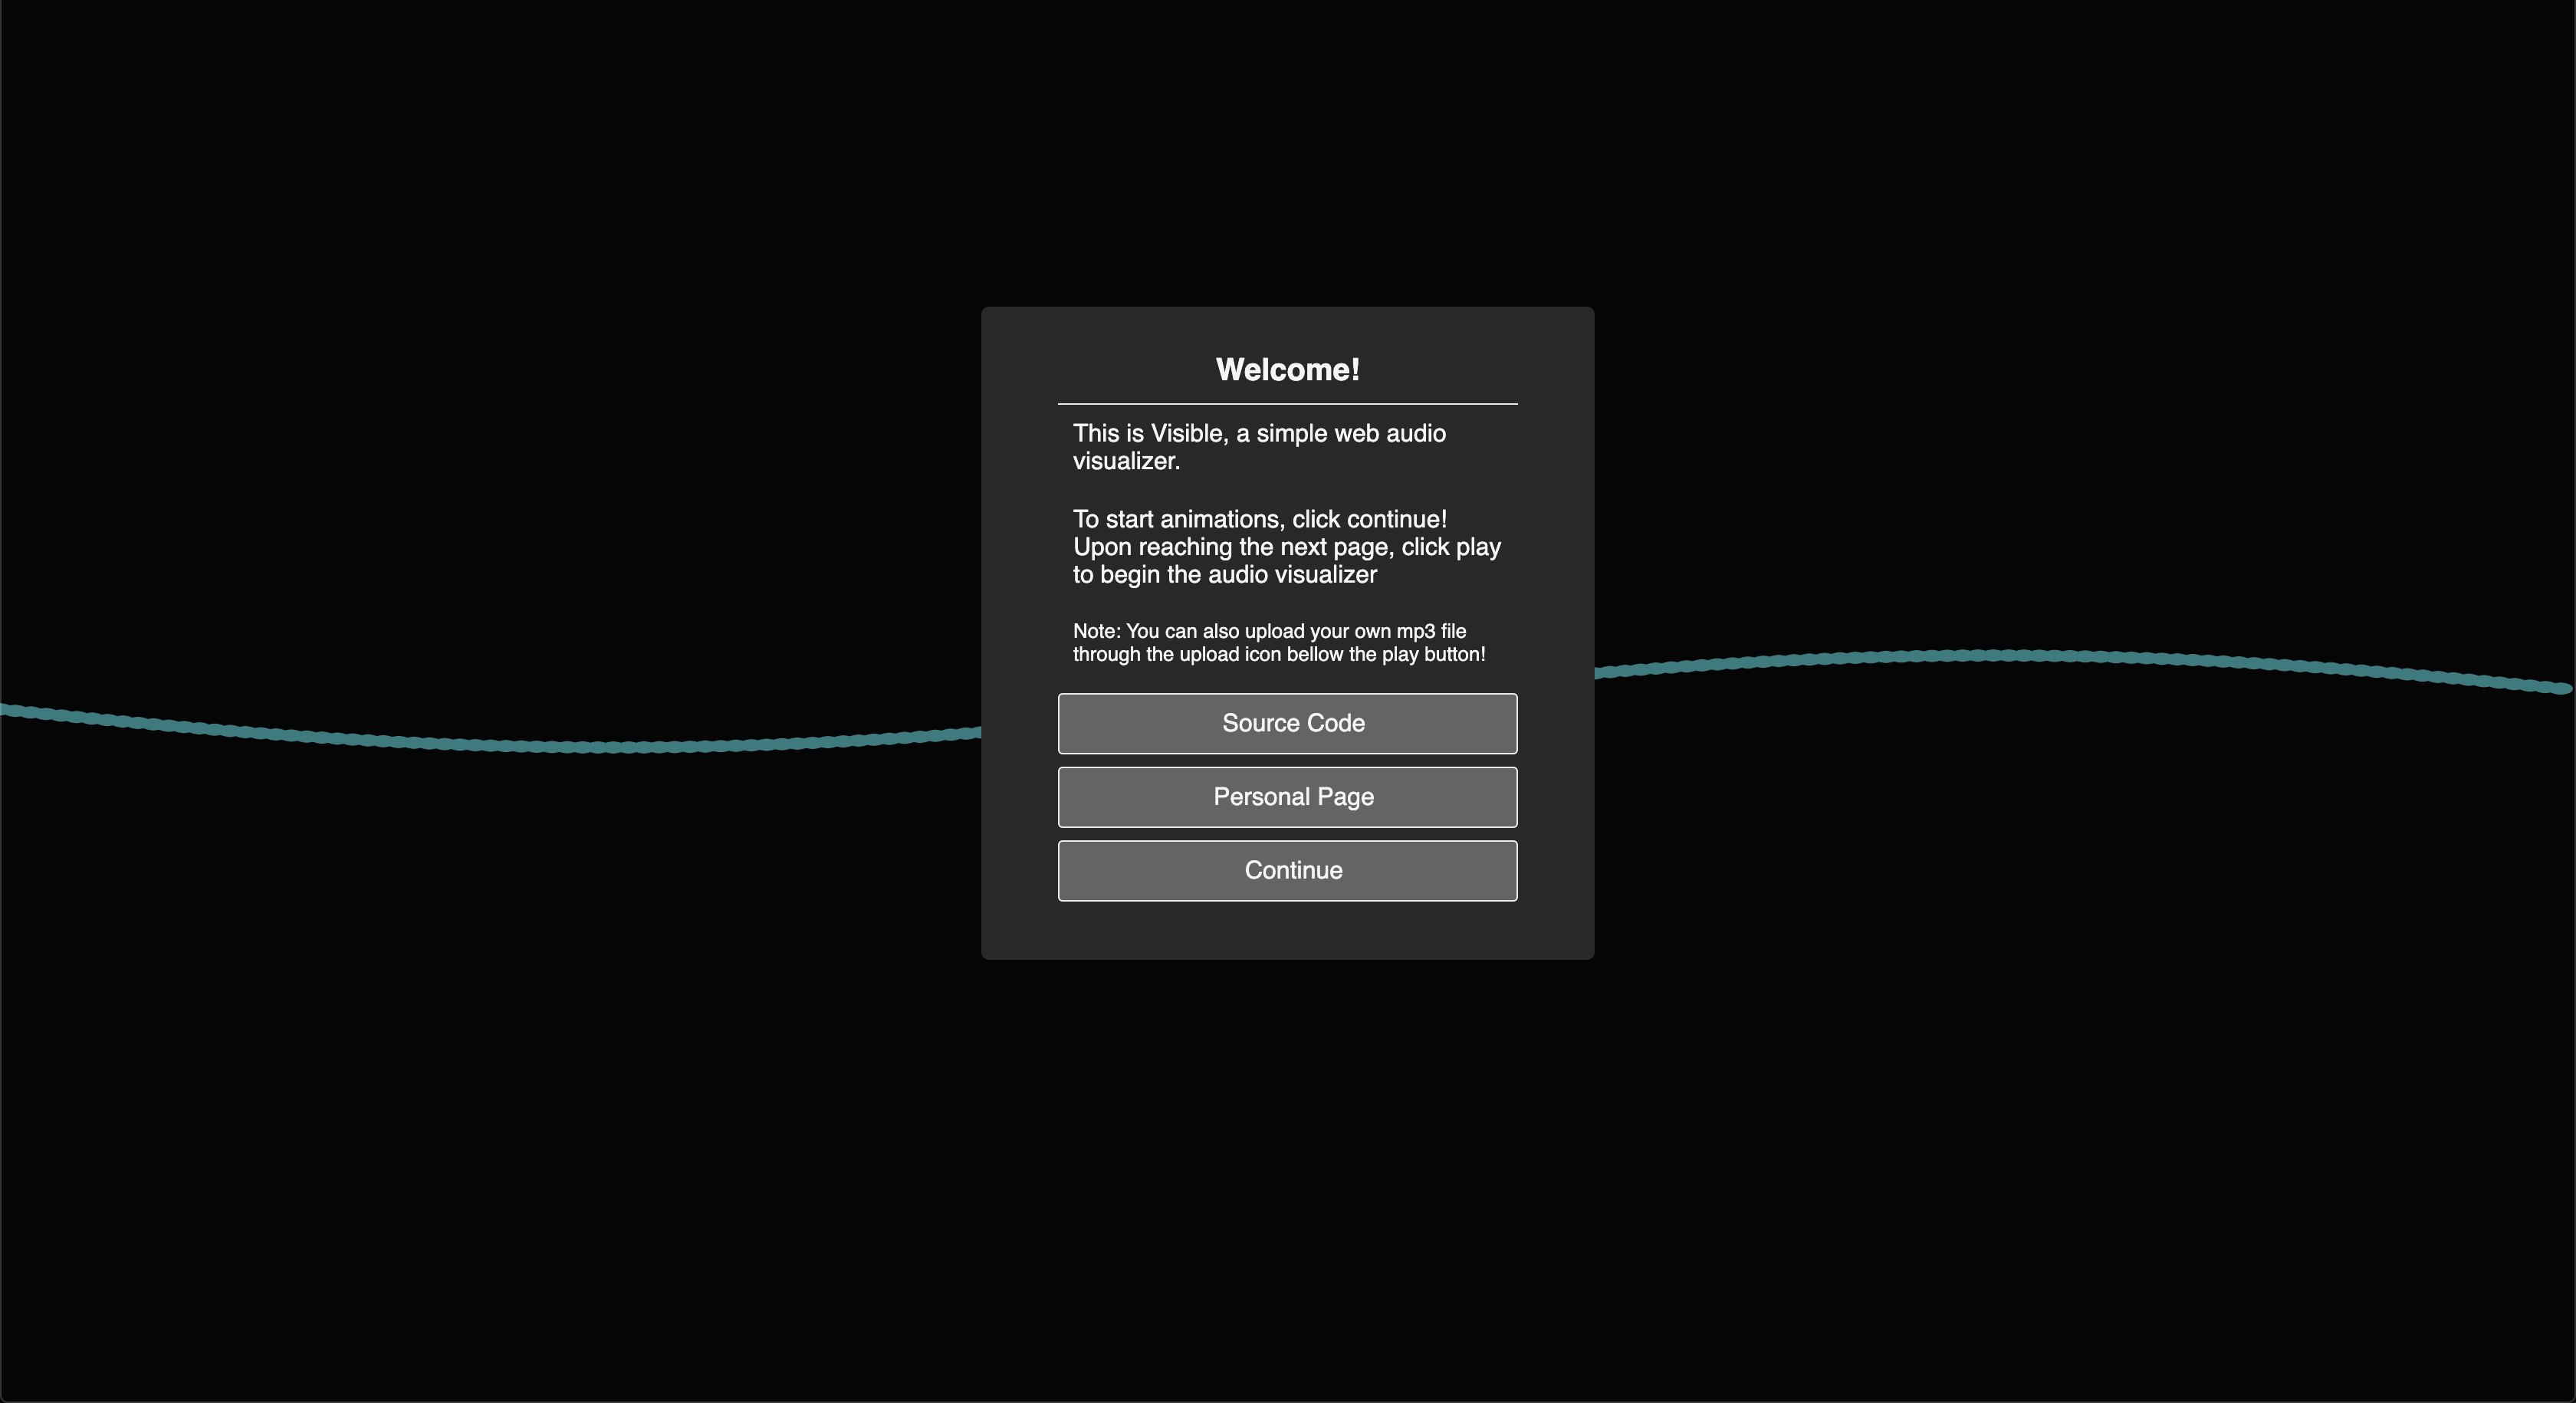 Welcome!
This is Visible, a simple web audio
visualizer.
To start animations, click continue!
Upon reaching the next page, click play
to begin the audio visualizer
Note: You can also upload your own mp3 file
through the upload icon bellow the play button!
Source Code
Personal Page
Continue